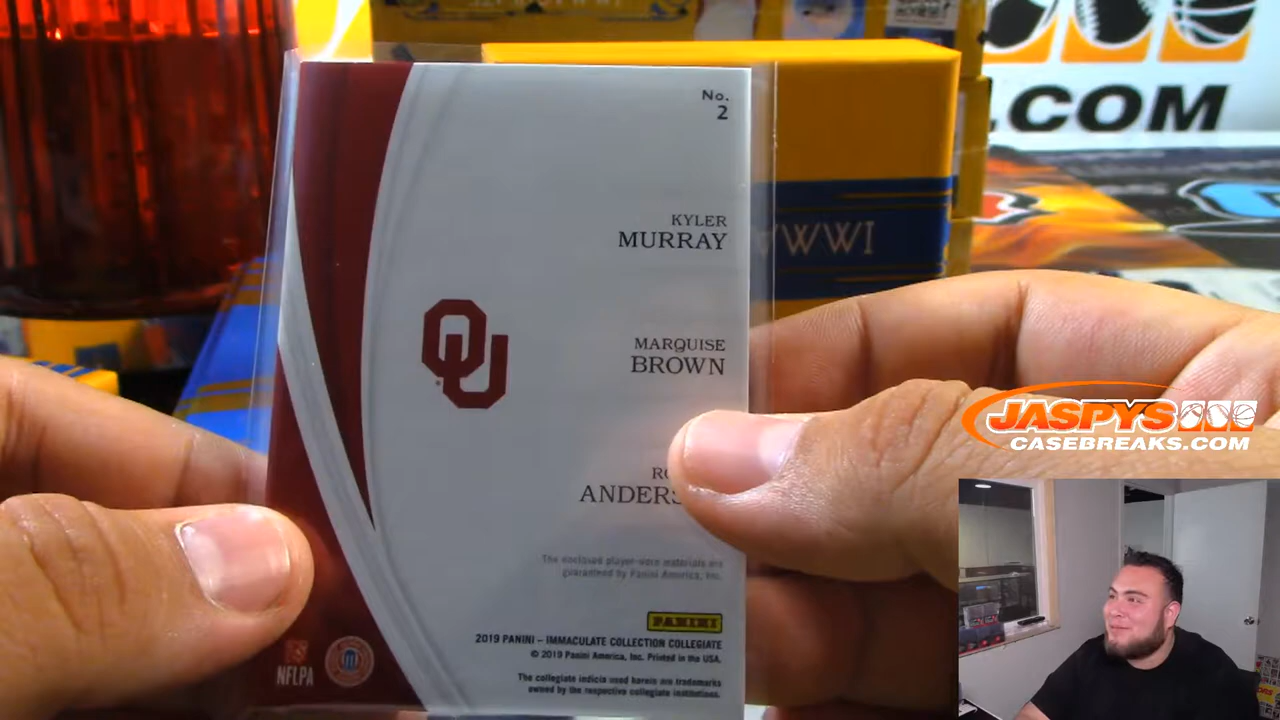 No.
2
KYLER
MURRAY
MARQUISE
BROWN
ANDERS
The enclosed player-worn materials are
guaranteed by Panini America, Inc.
PANINI
2019 PANINI – IMMACULATE COLLECTION COLLEGIATE
© 2019 Panini America, Inc. Printed in the USA.
The collegiate indicia used herein are trademarks
owned by the respective collegiate institutions.
OU
NFLPA
WWI
.COM
JASPYS
CASEBREAKS.COM